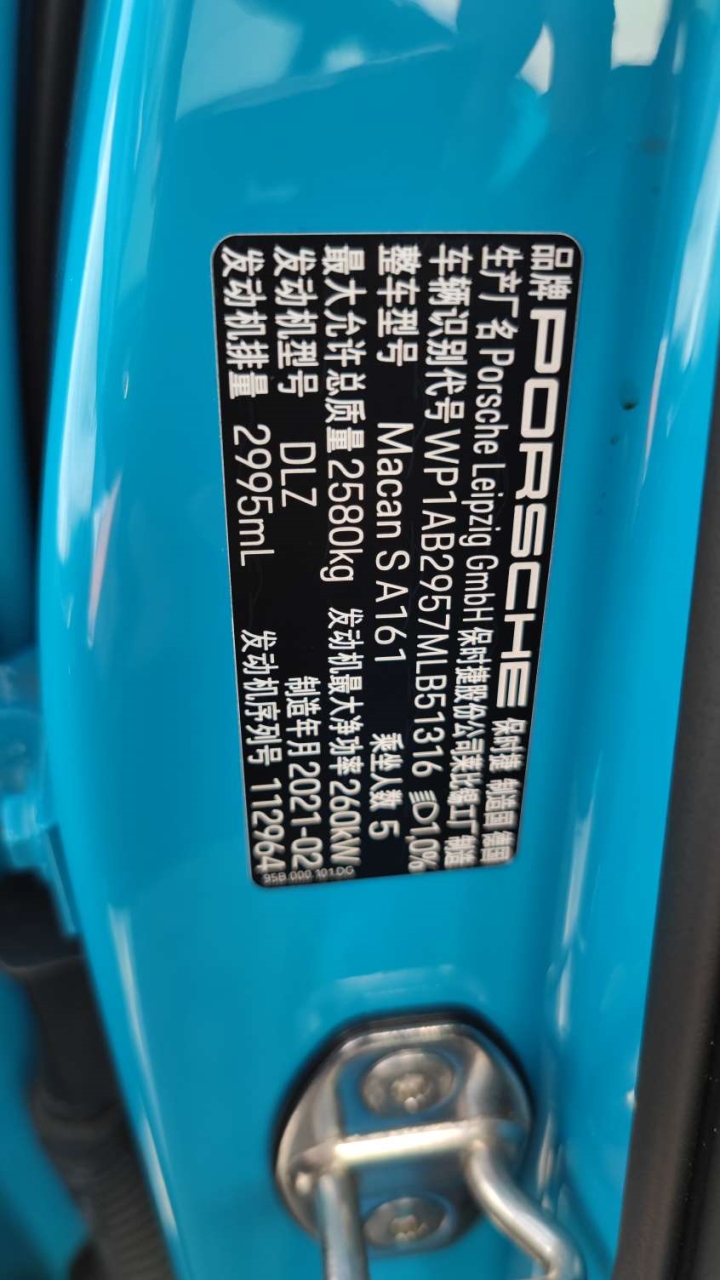 品牌 PORSCHE 保时捷 制造国 德国
生产厂名 Porsche Leipzig GmbH 保时捷股份公司莱比锡工厂 制造
车辆识别代号 WP1AB2957MLB51316 1,0%
整车型号 Macan S A161 乘坐人数 5
最大允许总质量 2580kg 发动机最大净功率 260kW
发动机型号 DLZ 制造年月 2021-02
发动机排量 2995mL 发动机序列号 112964
95B.000.101.DG